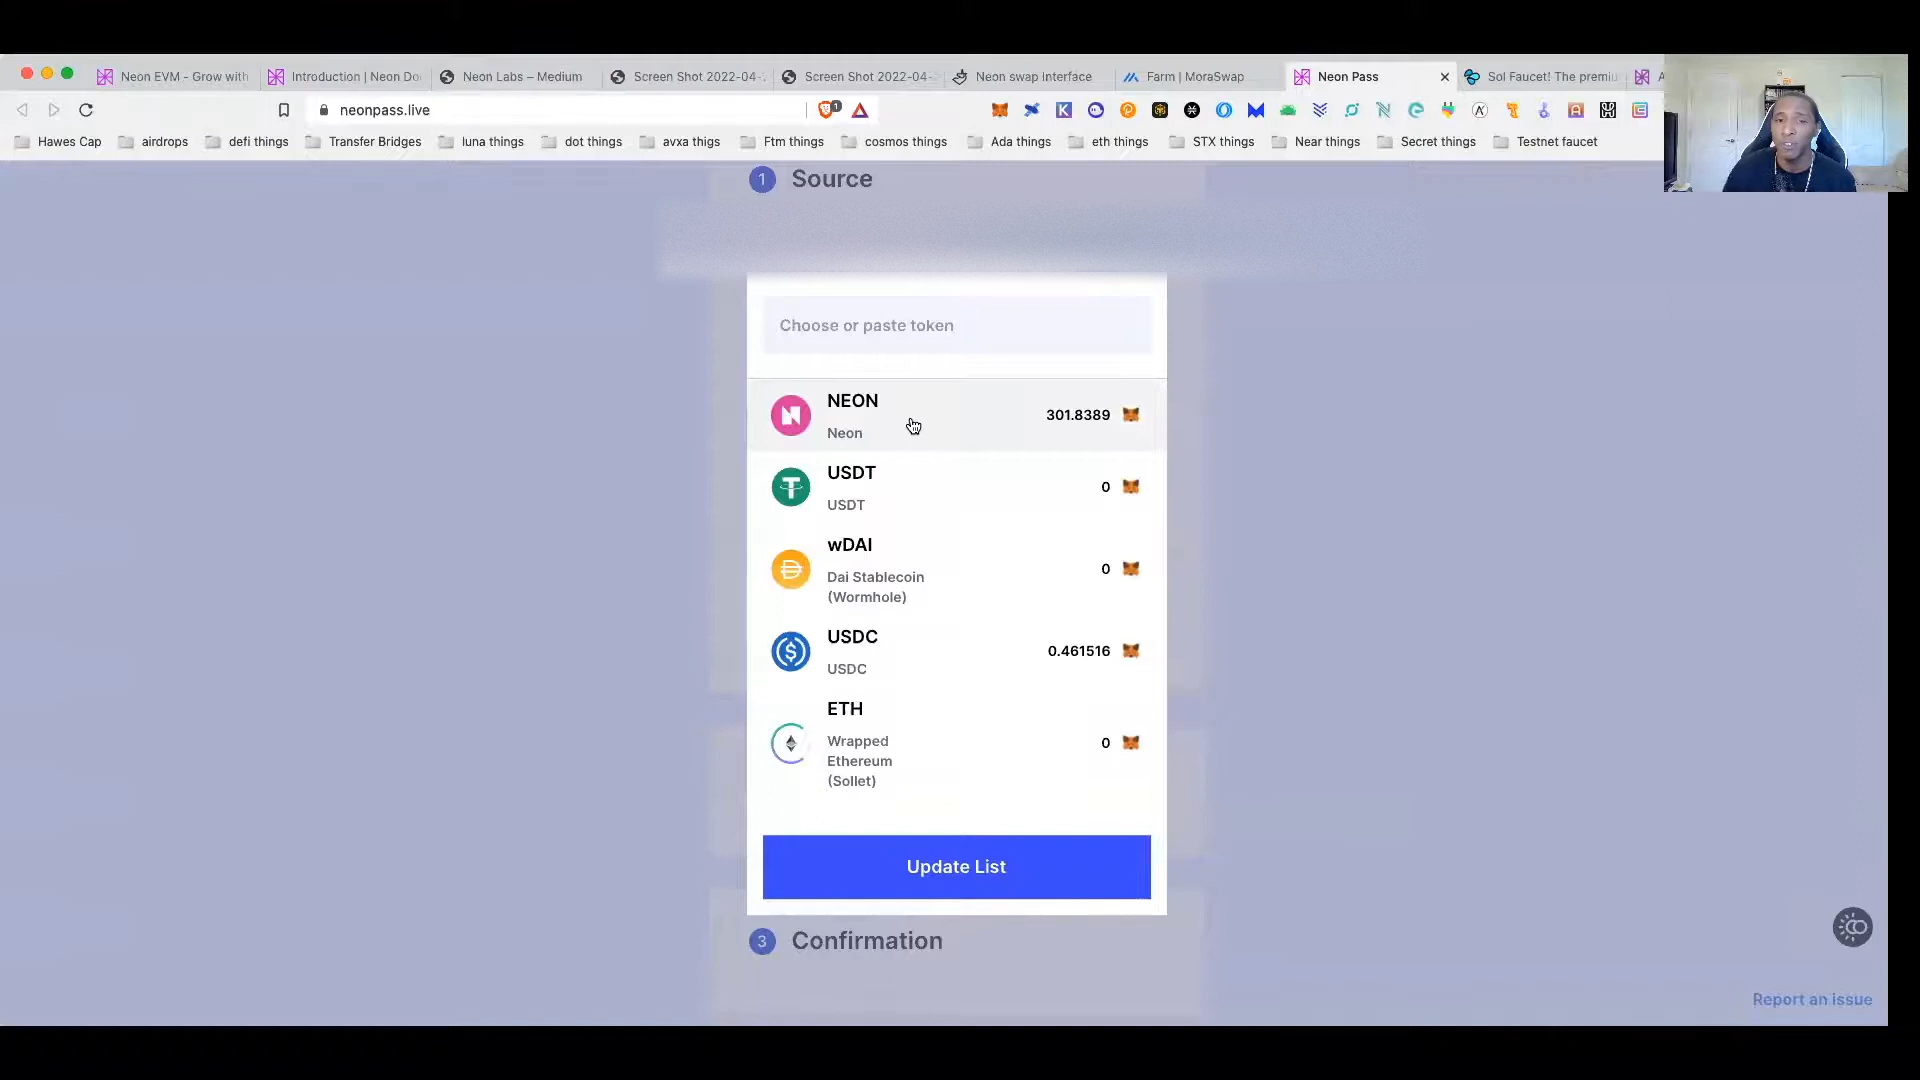 Neon EVM - Grow with
Introduction | Neon Do
Neon Labs – Medium
Screen Shot 2022-04-
Screen Shot 2022-04-
Neon swap Interface
Farm | MoraSwap
Neon Pass
Sol Faucet! The premiu
neonpass.live
1
Hawes Cap
airdrops
defi things
Transfer Bridges
luna things
dot things
avxa thigs
Ftm things
cosmos things
Ada things
eth things
STX things
Near things
Secret things
Testnet faucet
1 Source
Choose or paste token
NEON
Neon
301.8389
USDT
USDT
0
wDAI
Dai Stablecoin
(Wormhole)
0
USDC
USDC
0.461516
ETH
Wrapped
Ethereum
(Sollet)
0
Update List
3 Confirmation
Report an issue